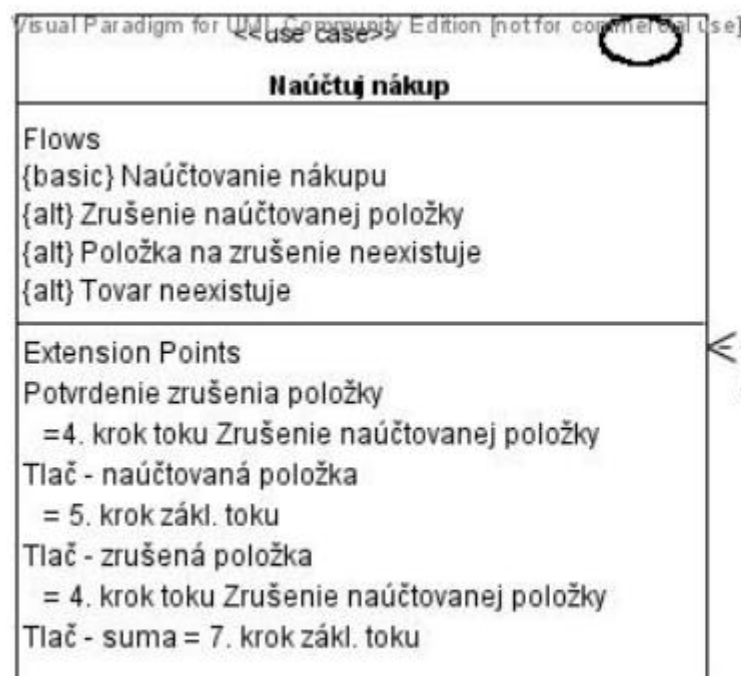 Visual Paradigm for UML Community Edition [not for commercial use]
<<use case>>
Naúčtuj nákup
Flows
{basic} Naúčtovanie nákupu
{alt} Zrušenie naúčtovanej položky
{alt} Položka na zrušenie neexistuje
{alt} Tovar neexistuje
Extension Points
Potvrdenie zrušenia položky
=4. krok toku Zrušenie naúčtovanej položky
Tlač - naúčtovaná položka
= 5. krok zákl. toku
Tlač - zrušená položka
= 4. krok toku Zrušenie naúčtovanej položky
Tlač - suma = 7. krok zákl. toku